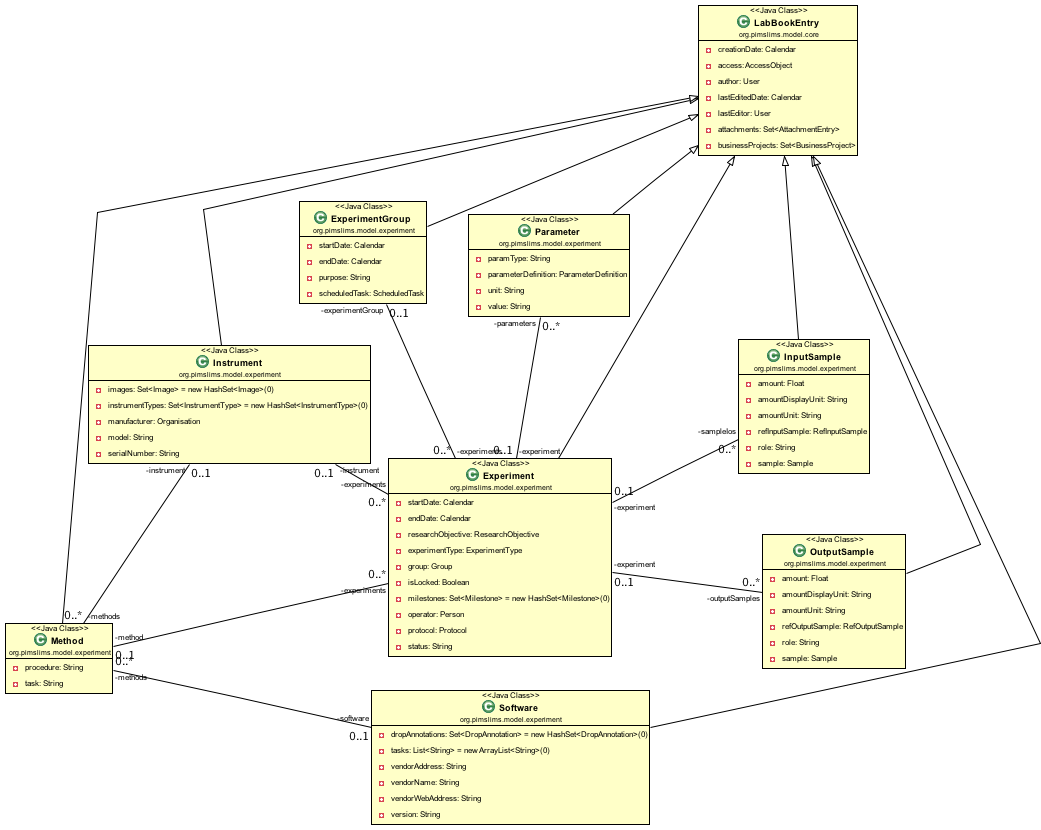 <<Java Class>>
LabBookEntry
org.pimslims.model.core
creationDate: Calendar
access: AccessObject
author: User
lastEditedDate: Calendar
lastEditor: User
attachments: Set<AttachmentEntry>
businessProjects: Set<BusinessProject>
<<Java Class>>
ExperimentGroup
org.pimslims.model.experiment
startDate: Calendar
endDate: Calendar
purpose: String
scheduledTask: ScheduledTask
-experimentGroup
0..1
<<Java Class>>
Parameter
org.pimslims.model.experiment
paramType: String
parameterDefinition: ParameterDefinition
unit: String
value: String
-parameters
0..*
<<Java Class>>
Instrument
org.pimslims.model.experiment
images: Set<Image> = new HashSet<Image>(0)
instrumentTypes: Set<InstrumentType> = new HashSet<InstrumentType>(0)
manufacturer: Organisation
model: String
serialNumber: String
-instrument
0..1
0..1
-instrument
<<Java Class>>
InputSample
org.pimslims.model.experiment
amount: Float
amountDisplayUnit: String
amountUnit: String
refInputSample: RefInputSample
role: String
sample: Sample
-sampleIos
0..*
0..*
-experiments
0..1
-experiment
-experiments
0..*
<<Java Class>>
Experiment
org.pimslims.model.experiment
startDate: Calendar
endDate: Calendar
researchObjective: ResearchObjective
experimentType: ExperimentType
group: Group
isLocked: Boolean
milestones: Set<Milestone> = new HashSet<Milestone>(0)
operator: Person
protocol: Protocol
status: String
0..1
-experiment
-experiment
0..1
0..*
-experiments
<<Java Class>>
OutputSample
org.pimslims.model.experiment
amount: Float
amountDisplayUnit: String
amountUnit: String
refOutputSample: RefOutputSample
role: String
sample: Sample
0..*
-outputSamples
0..*
-methods
<<Java Class>>
Method
org.pimslims.model.experiment
procedure: String
task: String
-method
0..1
0..*
-methods
<<Java Class>>
Software
org.pimslims.model.experiment
dropAnnotations: Set<DropAnnotation> = new HashSet<DropAnnotation>(0)
tasks: List<String> = new ArrayList<String>(0)
vendorAddress: String
vendorName: String
vendorWebAddress: String
version: String
-software
0..1